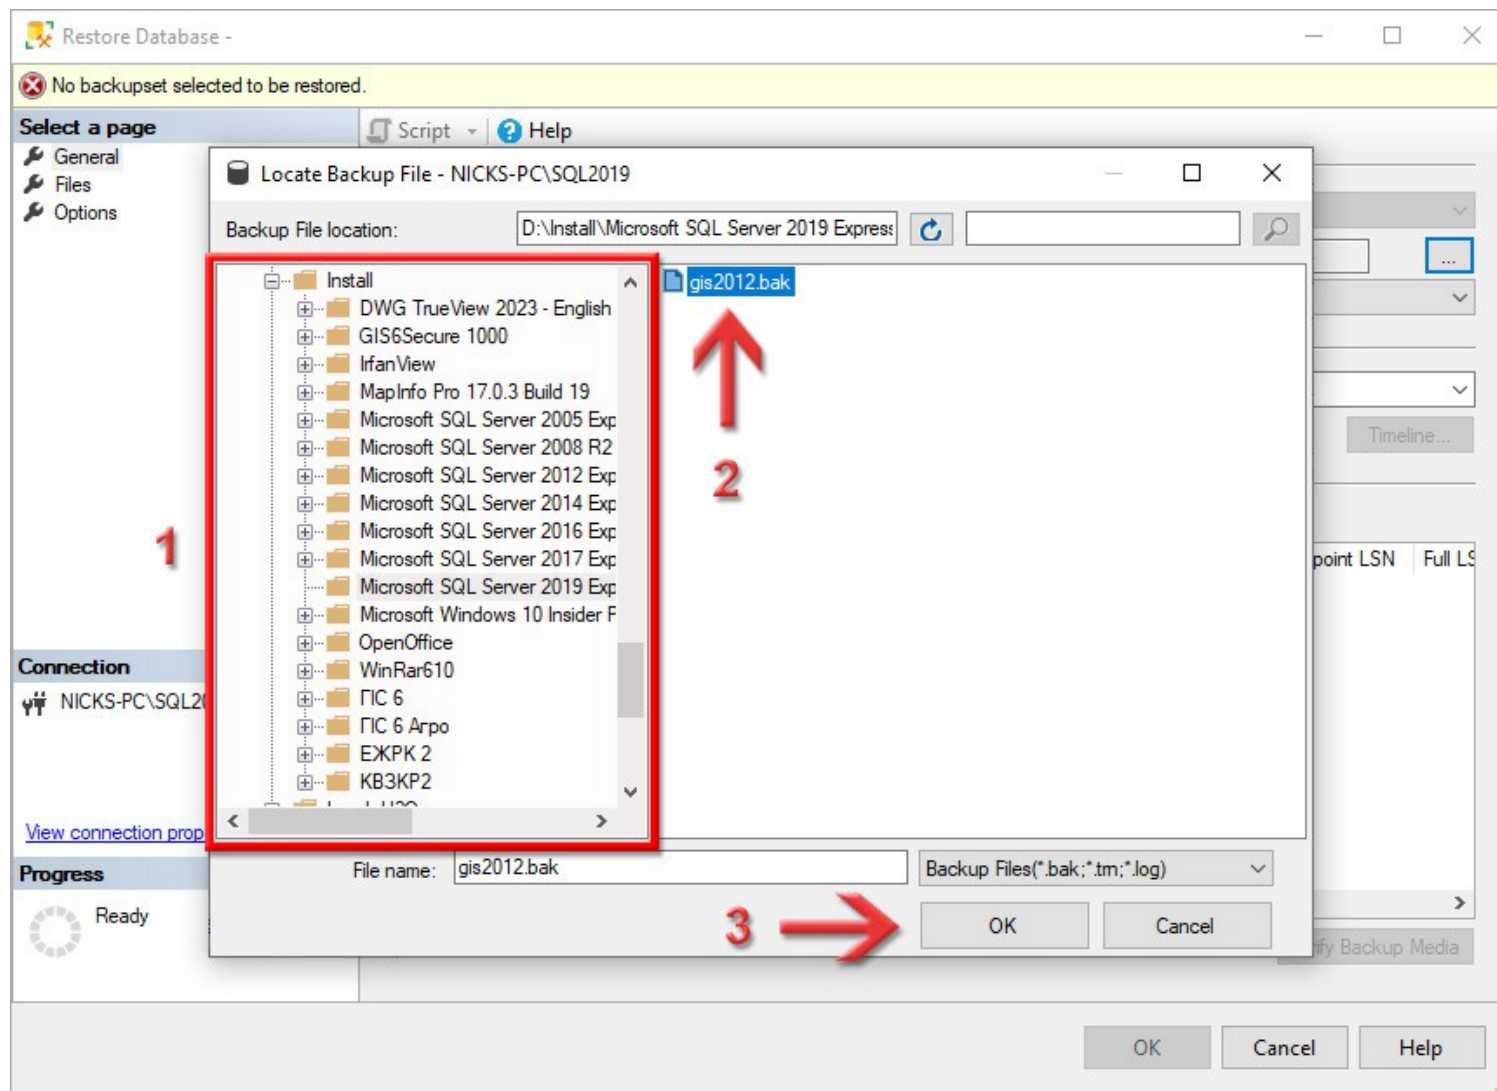 Restore Database -
No backupset selected to be restored.
Select a page
General
Files
Options
Script
Help
Locate Backup File - NICKS-PC\SQL2019
Backup File location:
D:\Install\Microsoft SQL Server 2019 Express
Install
DWG TrueView 2023 - English
GIS6Secure 1000
IrfanView
MapInfo Pro 17.0.3 Build 19
Microsoft SQL Server 2005 Exp
Microsoft SQL Server 2008 R2
Microsoft SQL Server 2012 Exp
Microsoft SQL Server 2014 Exp
Microsoft SQL Server 2016 Exp
Microsoft SQL Server 2017 Exp
Microsoft SQL Server 2019 Exp
Microsoft Windows 10 Insider P
OpenOffice
WinRar610
ГІС 6
ГІС 6 Агро
ЕЖРК 2
КВЗКР2
gis2012.bak
1
2
...
Timeline...
point LSN
Full LS
Connection
NICKS-PC\SQL20
View connection prop
Progress
Ready
File name:
gis2012.bak
Backup Files(*.bak;*.trn;*.log)
3
OK
Cancel
ify Backup Media
OK
Cancel
Help